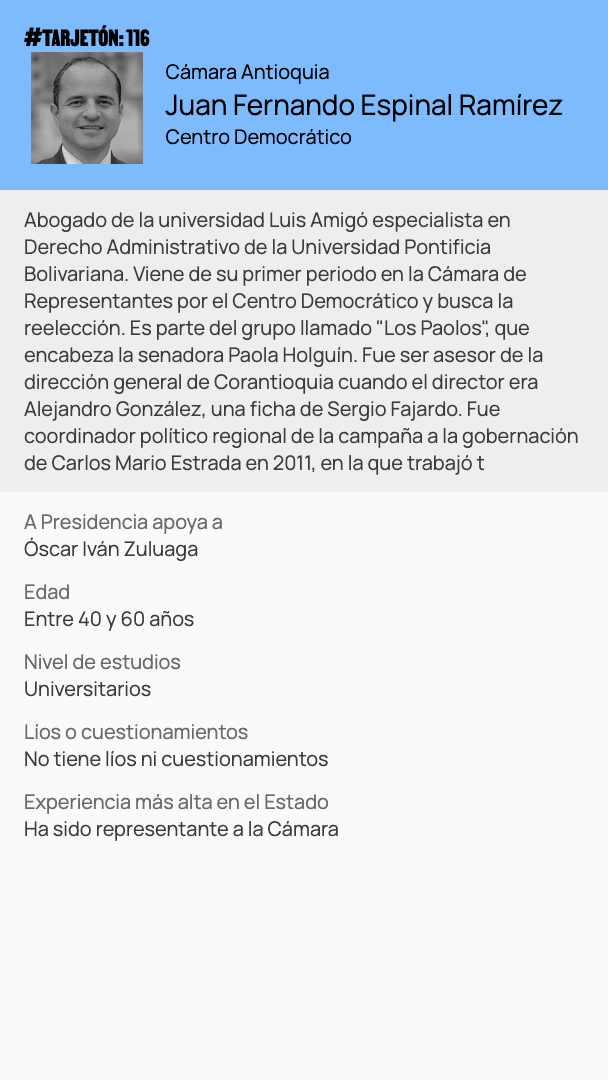 #TARJETÓN: 116
Cámara Antioquia
Juan Fernando Espinal Ramírez
Centro Democrático
Abogado de la universidad Luis Amigó especialista en
Derecho Administrativo de la Universidad Pontificia
Bolivariana. Viene de su primer periodo en la Cámara de
Representantes por el Centro Democrático y busca la
reelección. Es parte del grupo llamado "Los Paolos", que
encabeza la senadora Paola Holguín. Fue ser asesor de la
dirección general de Corantioquia cuando el director era
Alejandro González, una ficha de Sergio Fajardo. Fue
coordinador político regional de la campaña a la gobernación
de Carlos Mario Estrada en 2011, en la que trabajó t
A Presidencia apoya a
Óscar Iván Zuluaga
Edad
Entre 40 y 60 años
Nivel de estudios
Universitarios
Líos o cuestionamientos
No tiene líos ni cuestionamientos
Experiencia más alta en el Estado
Ha sido representante a la Cámara